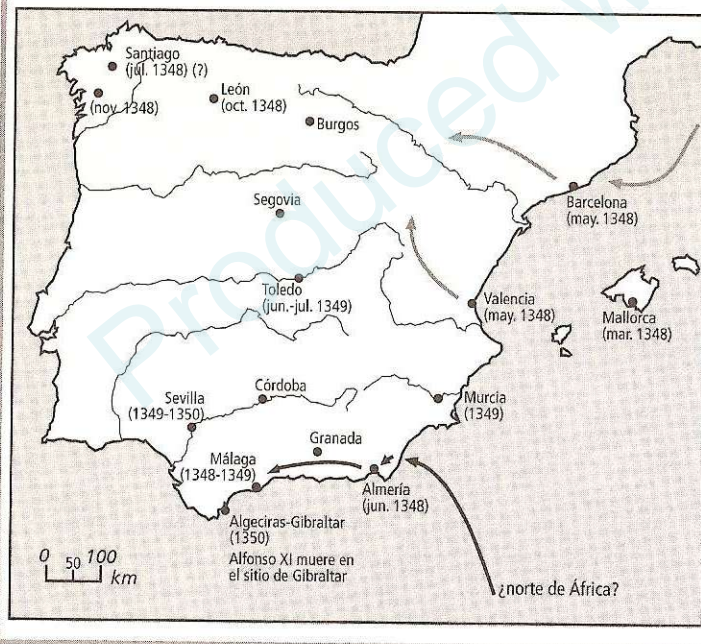 Santiago
(jul. 1348) (?)
(nov. 1348)
León
(oct. 1348)
Burgos
Segovia
Barcelona
(may. 1348)
Toledo
(jun.-jul. 1349)
Valencia
(may. 1348)
Mallorca
(mar. 1348)
Sevilla
(1349-1350)
Córdoba
Murcia
(1349)
Granada
Málaga
(1348-1349)
Almería
(jun. 1348)
Algeciras-Gibraltar
(1350)
Alfonso XI muere en
el sitio de Gibraltar
0 50 100
km
¿norte de África?
Produced w